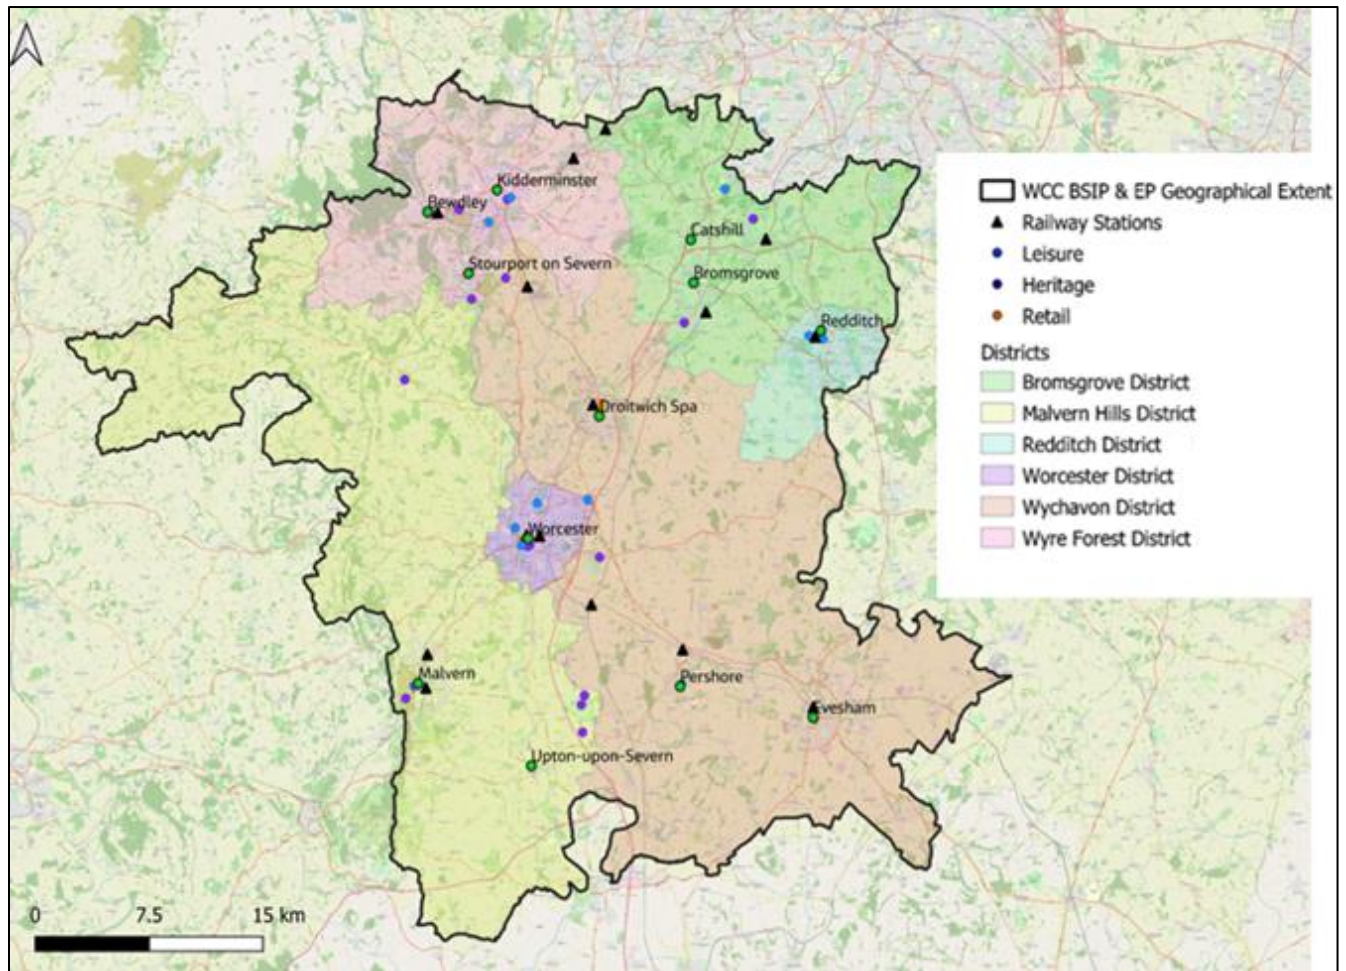 Kidderminster
Bewdley
Catshill
Stourport on Severn
Bromsgrove
Redditch
Droitwich Spa
Worcester
Malvern
Pershore
Evesham
Upton-upon-Severn
0 7.5 15 km
WCC BSIP & EP Geographical Extent
Railway Stations
Leisure
Heritage
Retail
Districts
Bromsgrove District
Malvern Hills District
Redditch District
Worcester District
Wychavon District
Wyre Forest District